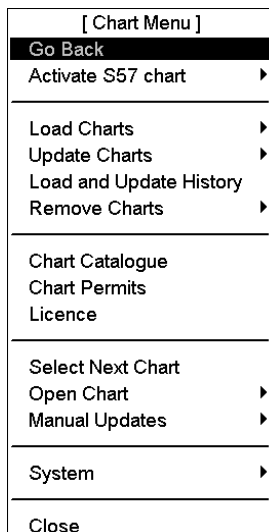 [ Chart Menu ]
Go Back
Activate S57 chart
Load Charts
Update Charts
Load and Update History
Remove Charts
Chart Catalogue
Chart Permits
Licence
Select Next Chart
Open Chart
Manual Updates
System
Close